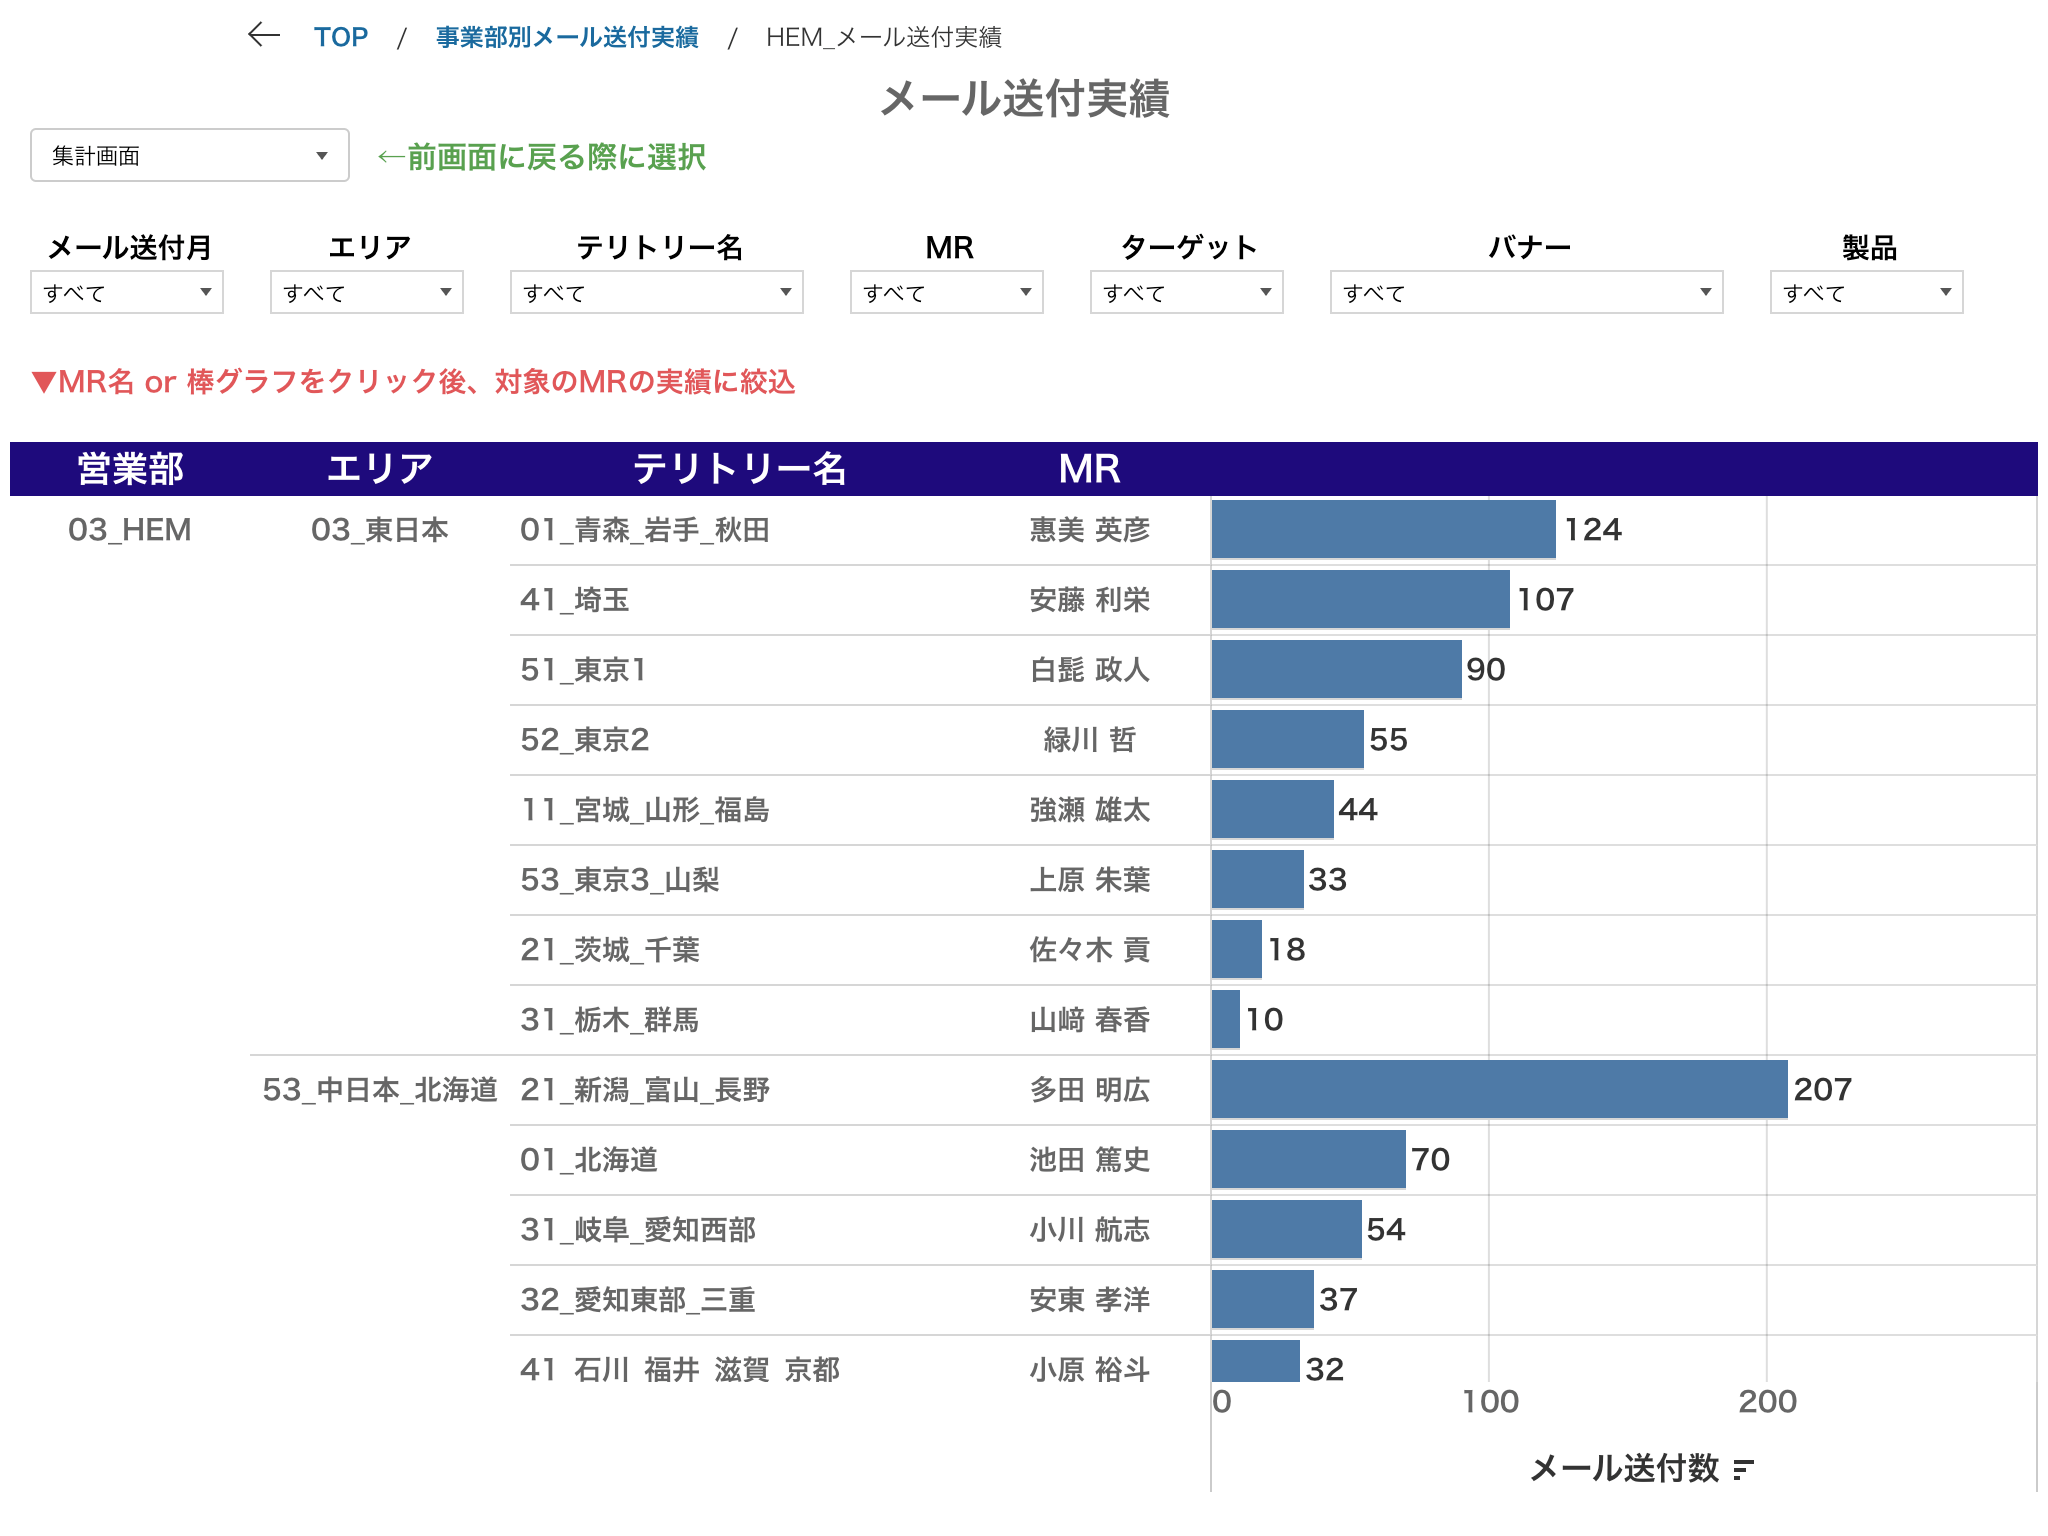 ← TOP / 事業部別メール送付実績 / HEM_メール送付実績
メール送付実績
集計画面 ←前画面に戻る際に選択
メール送付月 エリア テリトリー名 MR ターゲット バナー 製品
すべて すべて すべて すべて すべて すべて すべて
▼MR名 or 棒グラフをクリック後、対象のMRの実績に絞込
営業部 エリア テリトリー名 MR
03_HEM 03_東日本 01_青森_岩手_秋田 惠美 英彦 124
41_埼玉 安藤 利栄 107
51_東京1 白髭 政人 90
52_東京2 緑川 哲 55
11_宮城_山形_福島 強瀬 雄太 44
53_東京3_山梨 上原 朱葉 33
21_茨城_千葉 佐々木 貢 18
31_栃木_群馬 山﨑 春香 10
53_中日本_北海道 21_新潟_富山_長野 多田 明広 207
01_北海道 池田 篤史 70
31_岐阜_愛知西部 小川 航志 54
32_愛知東部_三重 安東 孝洋 37
41 石川 福井 滋賀 京都 小原 裕斗 32
0 100 200
メール送付数